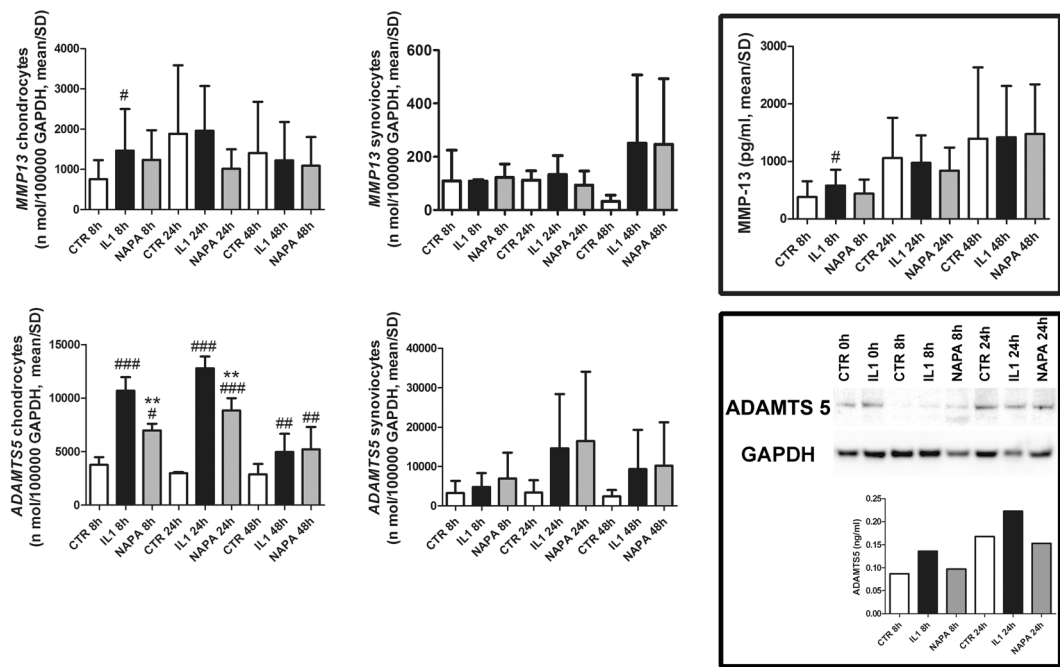 MMP13 chondrocytes
(n mol/100000 GAPDH, mean/SD)
4000
3000
2000
1000
0
#
CTR 8h
IL1 8h
NAPA 8h
CTR 24h
IL1 24h
NAPA 24h
CTR 48h
IL1 48h
NAPA 48h
MMP13 synoviocytes
(n mol/100000 GAPDH, mean/SD)
600
400
200
0
CTR 8h
IL1 8h
NAPA 8h
CTR 24h
IL1 24h
NAPA 24h
CTR 48h
IL1 48h
NAPA 48h
MMP-13 (pg/ml, mean/SD)
3000
2000
1000
0
#
CTR 8h
IL1 8h
NAPA 8h
CTR 24h
IL1 24h
NAPA 24h
CTR 48h
IL1 48h
NAPA 48h
ADAMTS5 chondrocytes
(n mol/100000 GAPDH, mean/SD)
15000
10000
5000
0
###
**
#
###
**
###
##
##
CTR 8h
IL1 8h
NAPA 8h
CTR 24h
IL1 24h
NAPA 24h
CTR 48h
IL1 48h
NAPA 48h
ADAMTS5 synoviocytes
(n mol/100000 GAPDH, mean/SD)
40000
30000
20000
10000
0
CTR 8h
IL1 8h
NAPA 8h
CTR 24h
IL1 24h
NAPA 24h
CTR 48h
IL1 48h
NAPA 48h
CTR 0h
IL1 0h
CTR 8h
IL1 8h
NAPA 8h
CTR 24h
IL1 24h
NAPA 24h
ADAMTS 5
GAPDH
ADAMTS5 (ng/ml)
0.25
0.20
0.15
0.10
0.05
0.00
CTR 8h
IL1 8h
NAPA 8h
CTR 24h
IL1 24h
NAPA 24h